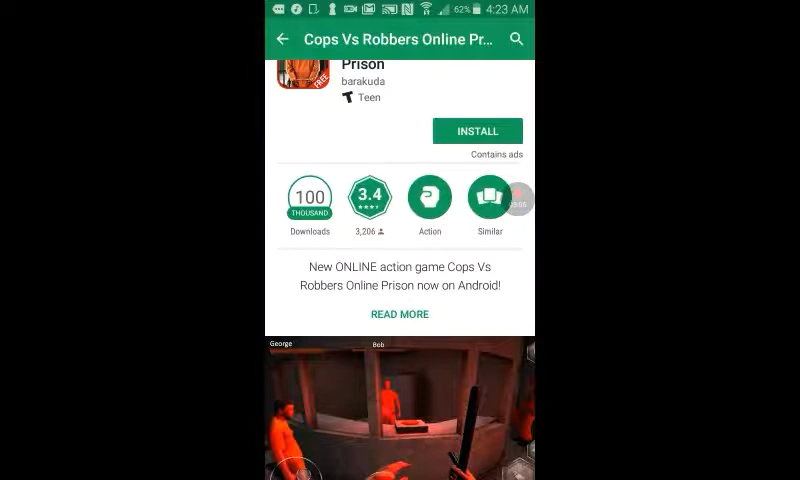 62% 4:23 AM
Cops Vs Robbers Online Pr...
Prison
FREE
barakuda
T Teen
INSTALL
Contains ads
100
THOUSAND
3.4
Downloads
3,206
Action
Similar
New ONLINE action game Cops Vs
Robbers Online Prison now on Android!
READ MORE
George
Bob